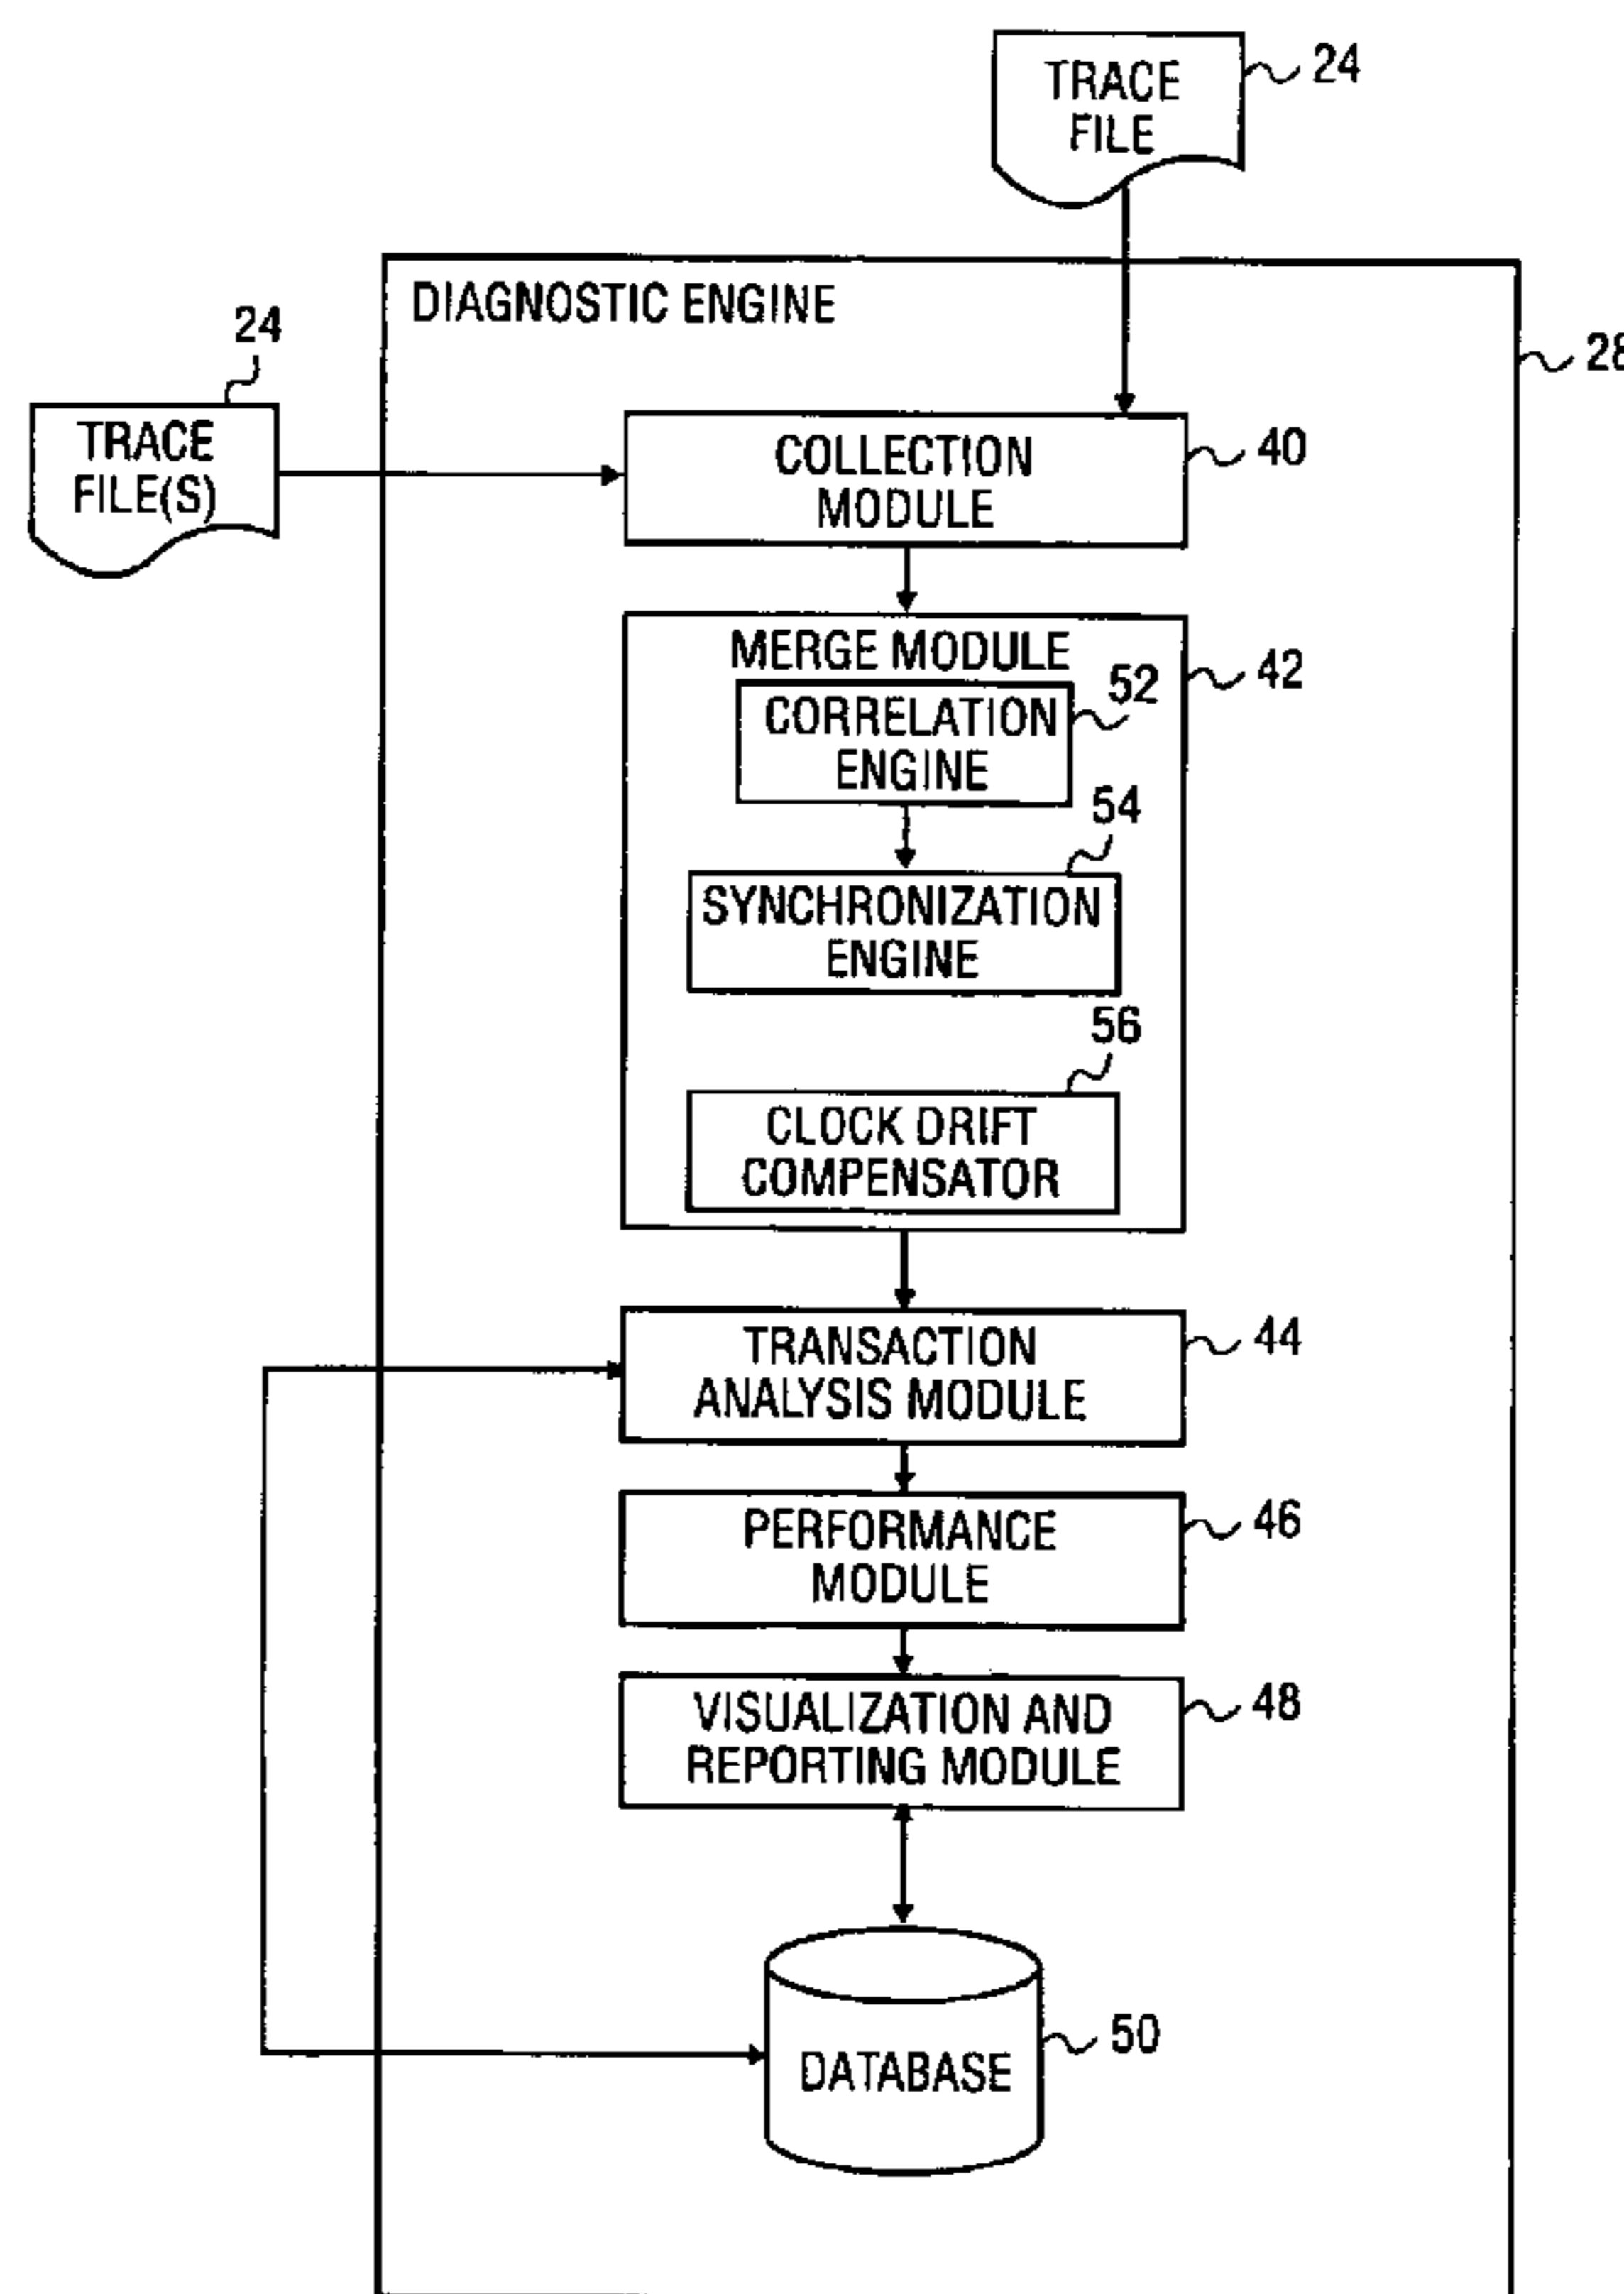 TRACE
FILE
24
DIAGNOSTIC ENGINE
28
24
TRACE
FILE(S)
COLLECTION
MODULE
40
MERGE MODULE
42
CORRELATION
ENGINE
52
SYNCHRONIZATION
ENGINE
54
CLOCK DRIFT
COMPENSATOR
56
TRANSACTION
ANALYSIS MODULE
44
PERFORMANCE
MODULE
46
VISUALIZATION AND
REPORTING MODULE
48
DATABASE
50